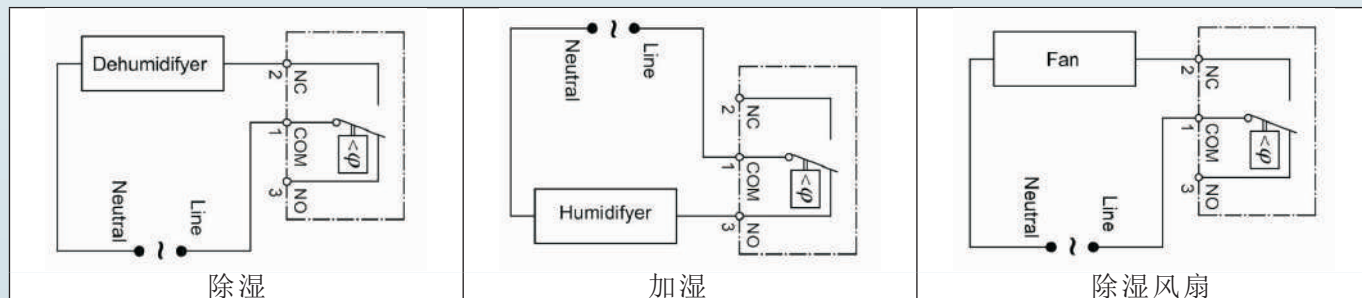 Dehumidifyer
2
NC
1
COM
<φ
3
NO
Neutral
~
Line
除湿
Neutral
~
Line
2
NC
1
COM
<φ
Humidifyer
3
NO
加湿
Fan
2
NC
1
COM
<φ
3
NO
Neutral
~
Line
除湿风扇